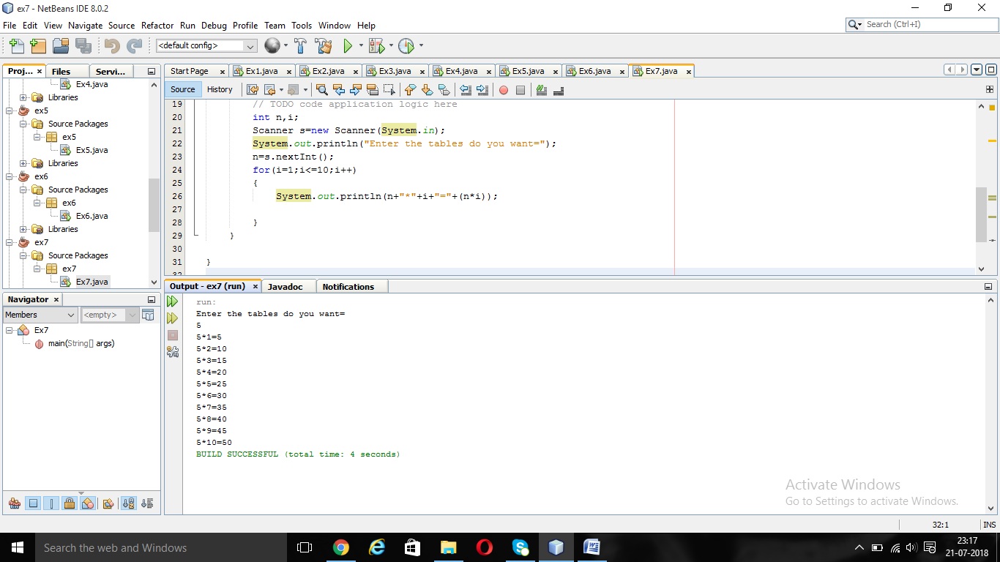 ex7 - NetBeans IDE 8.0.2
File Edit View Navigate Source Refactor Run Debug Profile Team Tools Window Help
Search (Ctrl+I)
<default config>
Proj... × Files Servi...
Start Page Ex1.java Ex2.java Ex3.java Ex4.java Ex5.java Ex6.java Ex7.java
Source History
Ex4.java
Libraries
ex5
Source Packages
ex5
Ex5.java
Libraries
ex6
Source Packages
ex6
Ex6.java
Libraries
ex7
Source Packages
ex7
Ex7.java
19 // TODO code application logic here
20 int n,i;
21 Scanner s=new Scanner(System.in);
22 System.out.println("Enter the tables do you want=");
23 n=s.nextInt();
24 for(i=1;i<=10;i++)
25 {
26 System.out.println(n+"*"+i+"="+(n*i));
27
28 }
29 }
30
31 }
32
Navigator ×
Members <empty>
Ex7
main(String[] args)
Output - ex7 (run) × Javadoc Notifications
run:
Enter the tables do you want=
5
5*1=5
5*2=10
5*3=15
5*4=20
5*5=25
5*6=30
5*7=35
5*8=40
5*9=45
5*10=50
BUILD SUCCESSFUL (total time: 4 seconds)
Activate Windows
Go to Settings to activate Windows.
32:1 INS
Search the web and Windows
23:17
21-07-2018